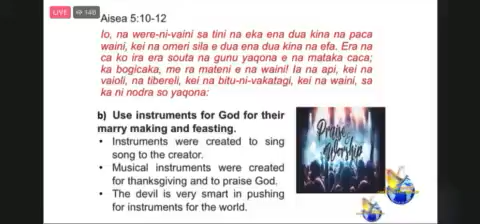 LIVE 148
Aisea 5:10-12
Io, na were-ni-vaini sa tini na eka ena dua kina na paca
waini, kei na omeri sila e dua ena dua kina na efa. Era na
ca ko ira era souta na gunu yaqona e na mataka caca;
ka bogicaka, me ra mateni e na waini! Ia na api, kei na
vaioli, na tibereli, kei na bitu-ni-vakatagi, kei na waini, sa
ka ni nodra so yaqona:
b) Use instruments for God for their
marry making and feasting.
• Instruments were created to sing
song to the creator.
• Musical instruments were created
for thanksgiving and to praise God.
• The devil is very smart in pushing
for instruments for the world.
Praise
Worship